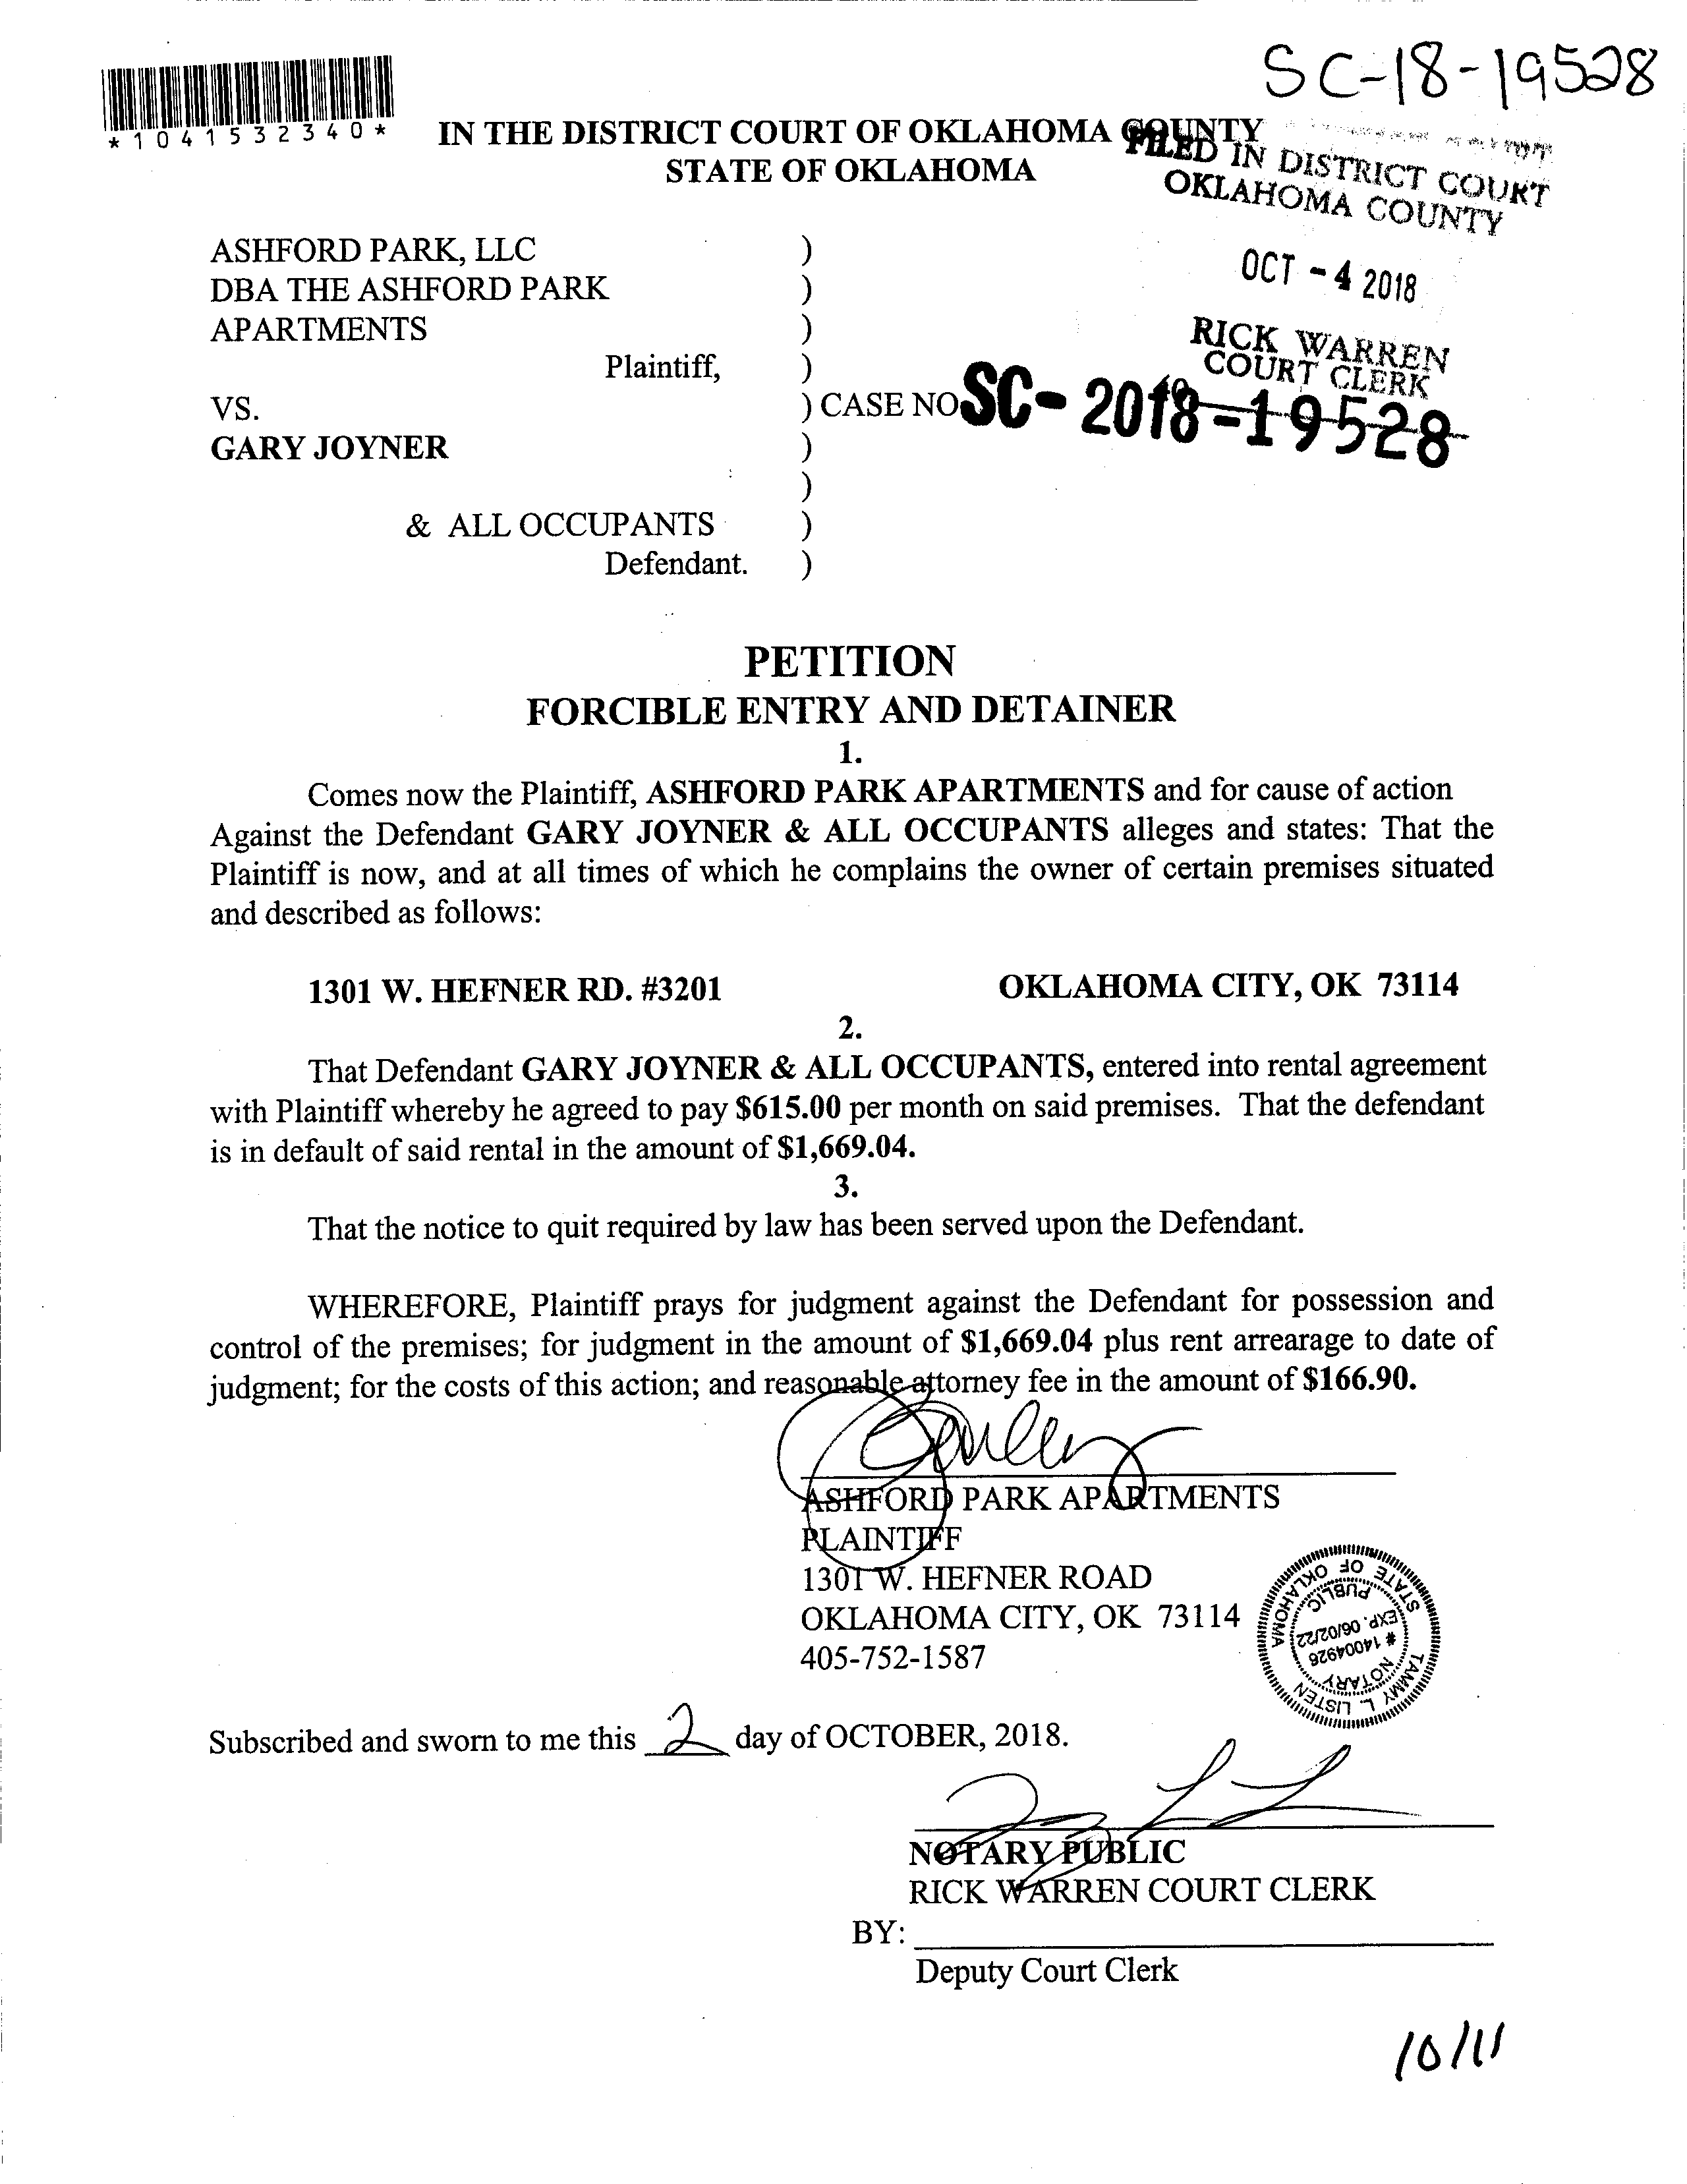 SC-18-19528
*1041532340*
IN THE DISTRICT COURT OF OKLAHOMA COUNTY
STATE OF OKLAHOMA
FILED IN DISTRICT COURT
OKLAHOMA COUNTY
OCT - 4 2018
RICK WARREN
COURT CLERK
ASHFORD PARK, LLC )
DBA THE ASHFORD PARK )
APARTMENTS )
Plaintiff, )
VS. ) CASE NO SC- 2018-19528
GARY JOYNER )
)
& ALL OCCUPANTS )
Defendant. )
PETITION
FORCIBLE ENTRY AND DETAINER
1.
Comes now the Plaintiff, ASHFORD PARK APARTMENTS and for cause of action
Against the Defendant GARY JOYNER & ALL OCCUPANTS alleges and states: That the
Plaintiff is now, and at all times of which he complains the owner of certain premises situated
and described as follows:
1301 W. HEFNER RD. #3201 OKLAHOMA CITY, OK 73114
2.
That Defendant GARY JOYNER & ALL OCCUPANTS, entered into rental agreement
with Plaintiff whereby he agreed to pay $615.00 per month on said premises. That the defendant
is in default of said rental in the amount of $1,669.04.
3.
That the notice to quit required by law has been served upon the Defendant.
WHEREFORE, Plaintiff prays for judgment against the Defendant for possession and
control of the premises; for judgment in the amount of $1,669.04 plus rent arrearage to date of
judgment; for the costs of this action; and reasonable attorney fee in the amount of $166.90.
ASHFORD PARK APARTMENTS
PLAINTIFF
1301 W. HEFNER ROAD
OKLAHOMA CITY, OK 73114
405-752-1587
TAMMY L. LISTEN
NOTARY
# 14004926
EXP. 06/02/22
PUBLIC
STATE OF OKLAHOMA
Subscribed and sworn to me this 2 day of OCTOBER, 2018.
NOTARY PUBLIC
RICK WARREN COURT CLERK
BY:
Deputy Court Clerk
10/11